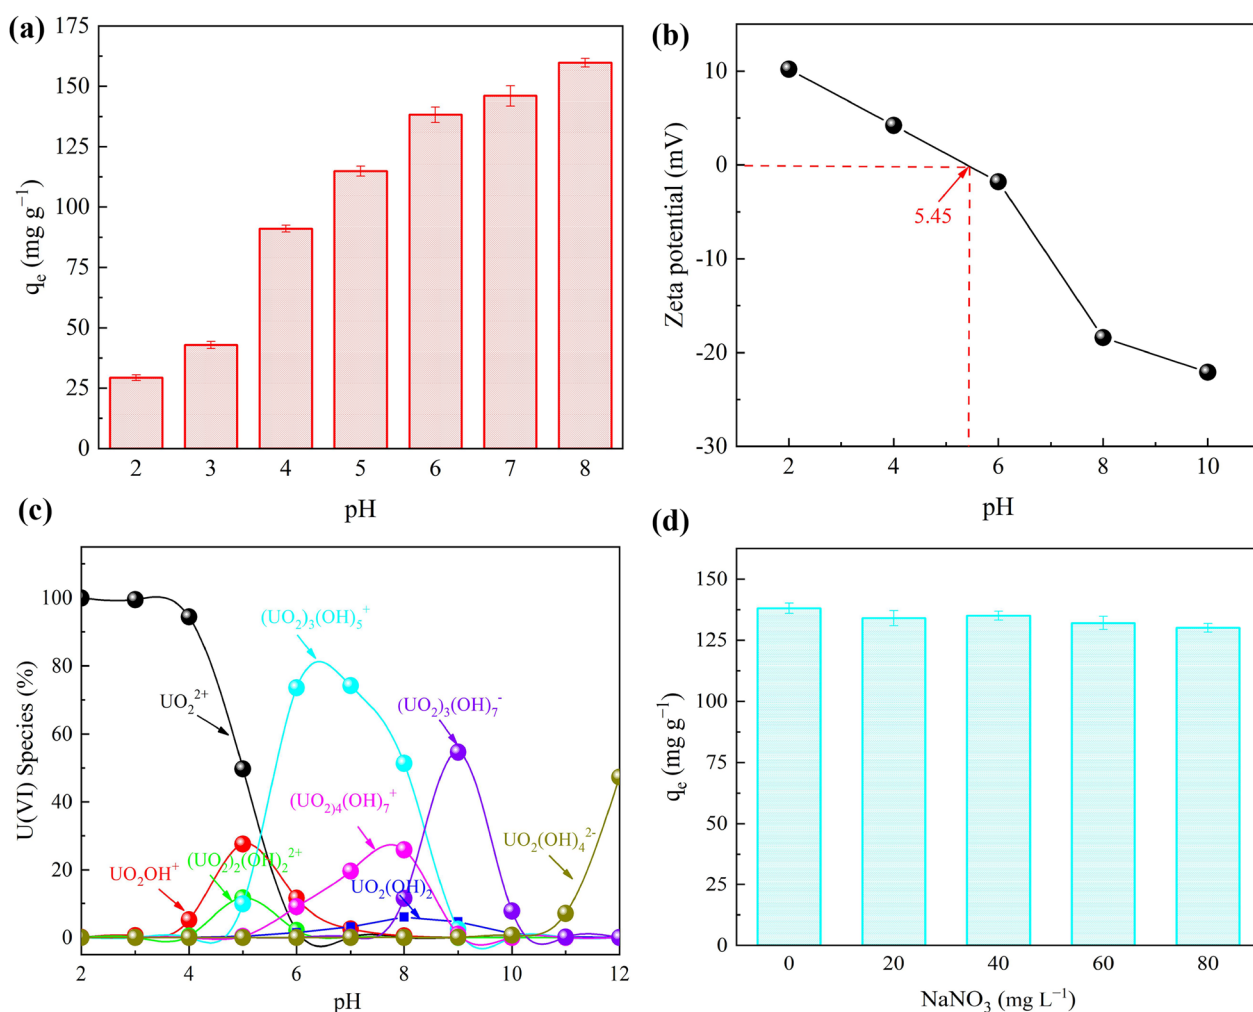 (a)
175
150
125
100
75
50
25
0
qₑ (mg g⁻¹)
2 3 4 5 6 7 8
pH
(b)
10
0
-10
-20
-30
Zeta potential (mV)
5.45
2 4 6 8 10
pH
(c)
100
80
60
40
20
0
U(VI) Species (%)
(UO₂)₃(OH)₅⁺
UO₂²⁺
(UO₂)₃(OH)₇⁻
(UO₂)₄(OH)₇⁺
UO₂(OH)₄²⁻
(UO₂)₂(OH)₂²⁺
UO₂OH⁺
UO₂(OH)₂
2 4 6 8 10 12
pH
(d)
150
125
100
75
50
25
0
qₑ (mg g⁻¹)
0 20 40 60 80
NaNO₃ (mg L⁻¹)